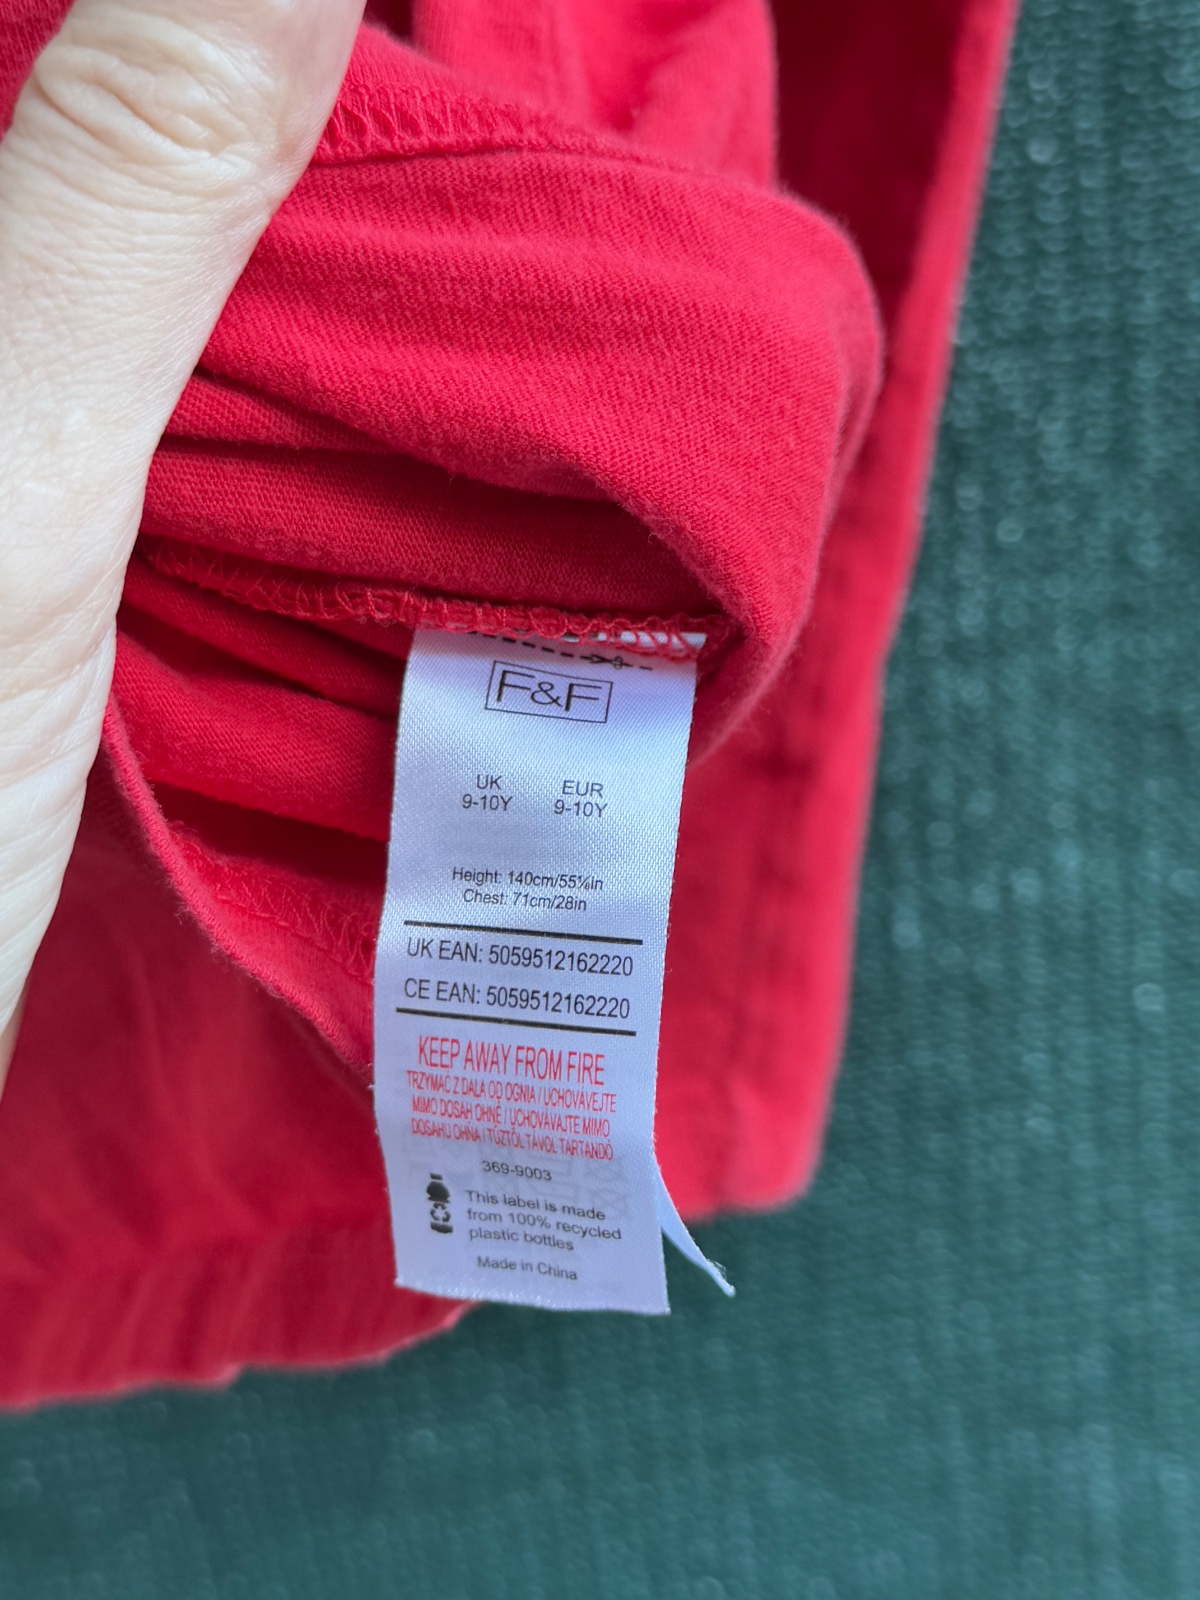 F&F
UK EUR
9-10Y 9-10Y
Height: 140cm/55⅛in
Chest: 71cm/28in
UK EAN: 5059512162220
CE EAN: 5059512162220
KEEP AWAY FROM FIRE
TRZYMAĆ Z DALA OD OGNIA / UCHOVÁVEJTE
MIMO DOSAH OHNĚ / UCHOVÁVAJTE MIMO
DOSAHU OHŇA / TŰZTŐL TÁVOL TARTANDÓ
369-9003
This label is made
from 100% recycled
plastic bottles
Made in China